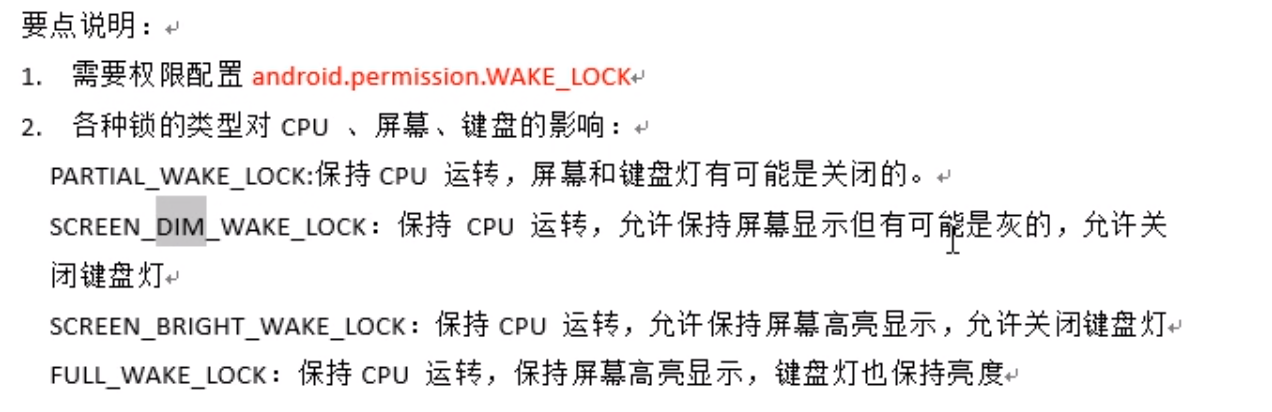 要点说明：
1. 需要权限配置 android.permission.WAKE_LOCK
2. 各种锁的类型对 CPU 、屏幕、键盘的影响：
PARTIAL_WAKE_LOCK:保持 CPU 运转，屏幕和键盘灯有可能是关闭的。
SCREEN_DIM_WAKE_LOCK：保持 CPU 运转，允许保持屏幕显示但有可能是灰的，允许关
闭键盘灯
SCREEN_BRIGHT_WAKE_LOCK：保持 CPU 运转，允许保持屏幕高亮显示，允许关闭键盘灯
FULL_WAKE_LOCK：保持 CPU 运转，保持屏幕高亮显示，键盘灯也保持亮度